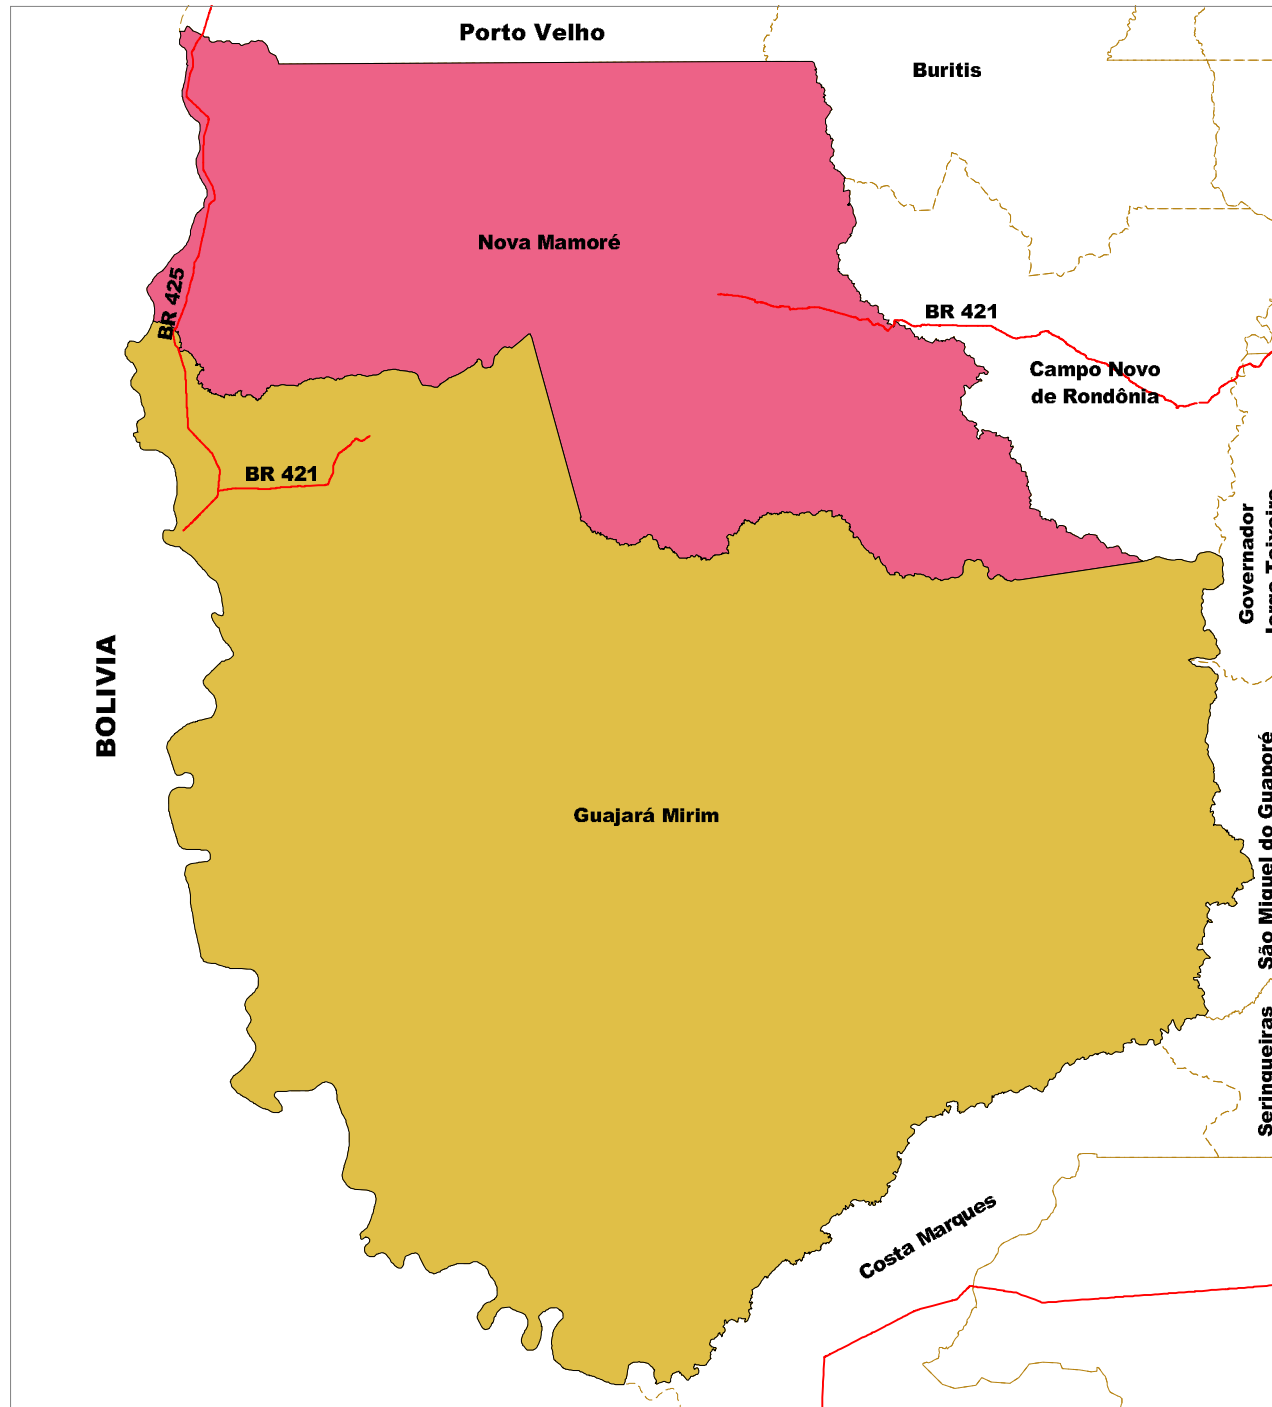 Porto Velho
Buritis
Nova Mamoré
BR 425
BR 421
Campo Novo
de Rondônia
BR 421
Governador
BOLIVIA
São Miguel do Guaporé
Guajará Mirim
Seringueiras
Costa Marques